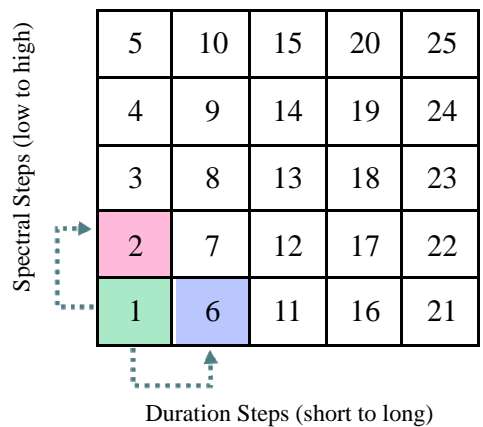 Spectral Steps (low to high)
5 10 15 20 25
4 9 14 19 24
3 8 13 18 23
2 7 12 17 22
1 6 11 16 21
Duration Steps (short to long)